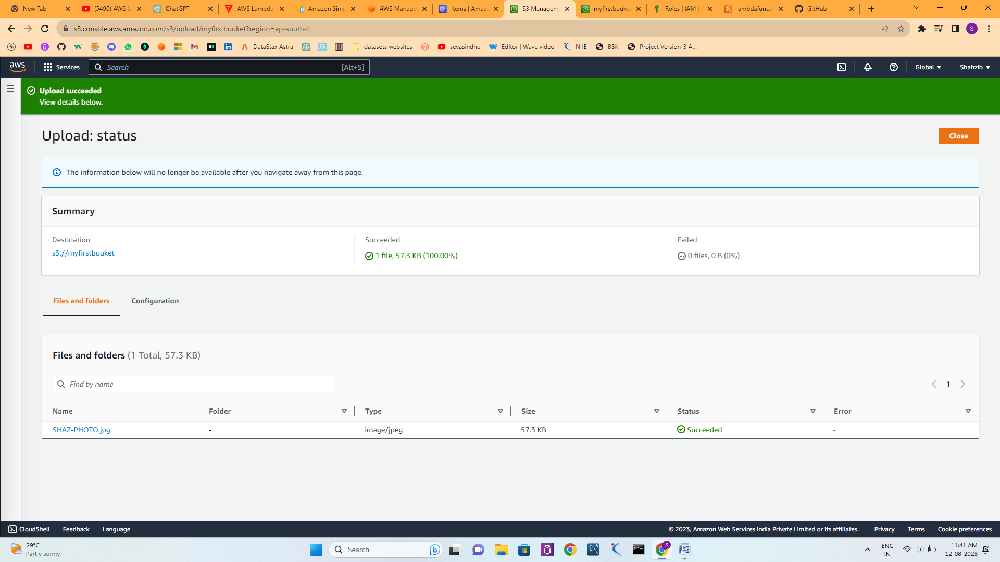 New Tab
(5490) AWS L
ChatGPT
AWS Lambda
Amazon Simp
AWS Manage
Items | Amazo
S3 Managem
myfirstbuuket
Roles | IAM |
lambdafuncti
GitHub
s3.console.aws.amazon.com/s3/upload/myfirstbuuket?region=ap-south-1
S
DataStax Astra
datasets websites
sevasindhu
Editor | Wave.video
N1E
BSK
Project Version-3 A...
aws
Services
Search
[Alt+S]
Global
Shahzib
Upload succeeded
View details below.
Upload: status
Close
The information below will no longer be available after you navigate away from this page.
Summary
Destination
s3://myfirstbuuket
Succeeded
1 file, 57.3 KB (100.00%)
Failed
0 files, 0 B (0%)
Files and folders
Configuration
Files and folders (1 Total, 57.3 KB)
Find by name
1
Name
Folder
Type
Size
Status
Error
SHAZ-PHOTO.jpg
-
image/jpeg
57.3 KB
Succeeded
-
CloudShell
Feedback
Language
© 2023, Amazon Web Services India Private Limited or its affiliates.
Privacy
Terms
Cookie preferences
29°C
Partly sunny
Search
ENG
IN
11:41 AM
12-08-2023